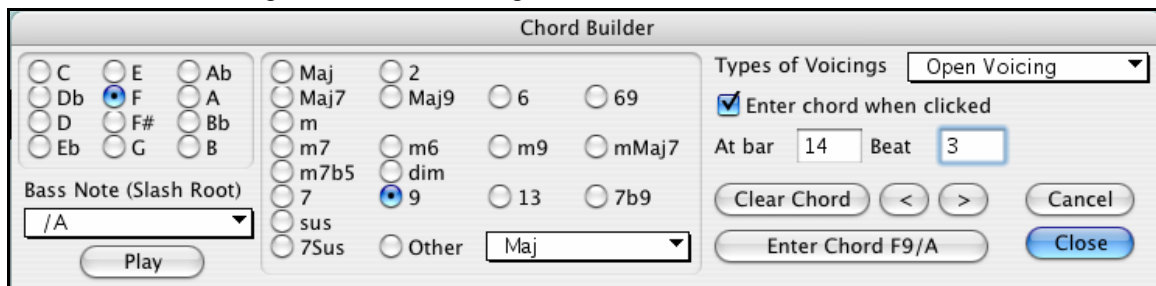 Chord Builder
C E Ab
Db F A
D F# Bb
Eb G B
Bass Note (Slash Root)
/A
Play
Maj 2
Maj7 Maj9 6 69
m
m7 m6 m9 mMaj7
m7b5 dim
7 9 13 7b9
sus
7Sus Other Maj
Types of Voicings Open Voicing
Enter chord when clicked
At bar 14 Beat 3
Clear Chord < > Cancel
Enter Chord F9/A Close